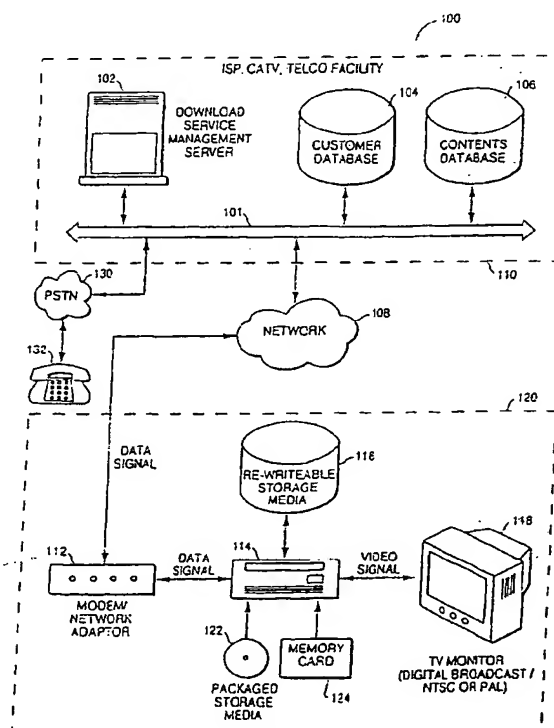 100
ISP, CATV, TELCO FACILITY
102
DOWNLOAD
SERVICE
MANAGEMENT
SERVER
104
CUSTOMER
DATABASE
106
CONTENTS
DATABASE
101
110
130
PSTN
132
NETWORK
108
120
DATA
SIGNAL
RE-WRITEABLE
STORAGE
MEDIA
116
118
112
MODEM/
NETWORK
ADAPTOR
DATA
SIGNAL
114
VIDEO
SIGNAL
122
PACKAGED
STORAGE
MEDIA
MEMORY
CARD
124
TV MONITOR
(DIGITAL BROADCAST /
NTSC OR PAL)